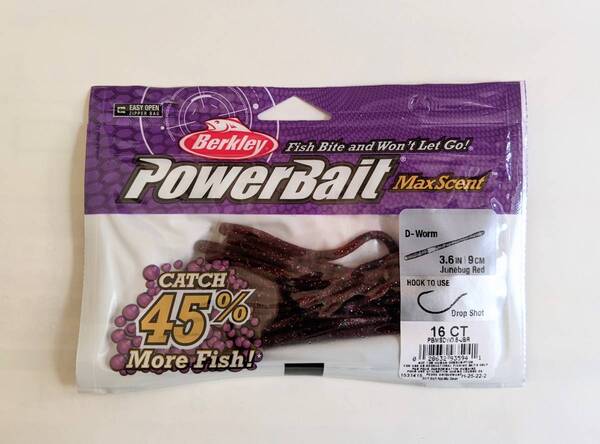 EASY OPEN
ZIPPER BAG
Berkley
Fish Bite and Won't Let Go!
PowerBait
MaxScent
D-Worm
3.6 IN | 9 CM
Junebug Red
HOOK TO USE
Drop Shot
CATCH
45%
More Fish!
16 CT